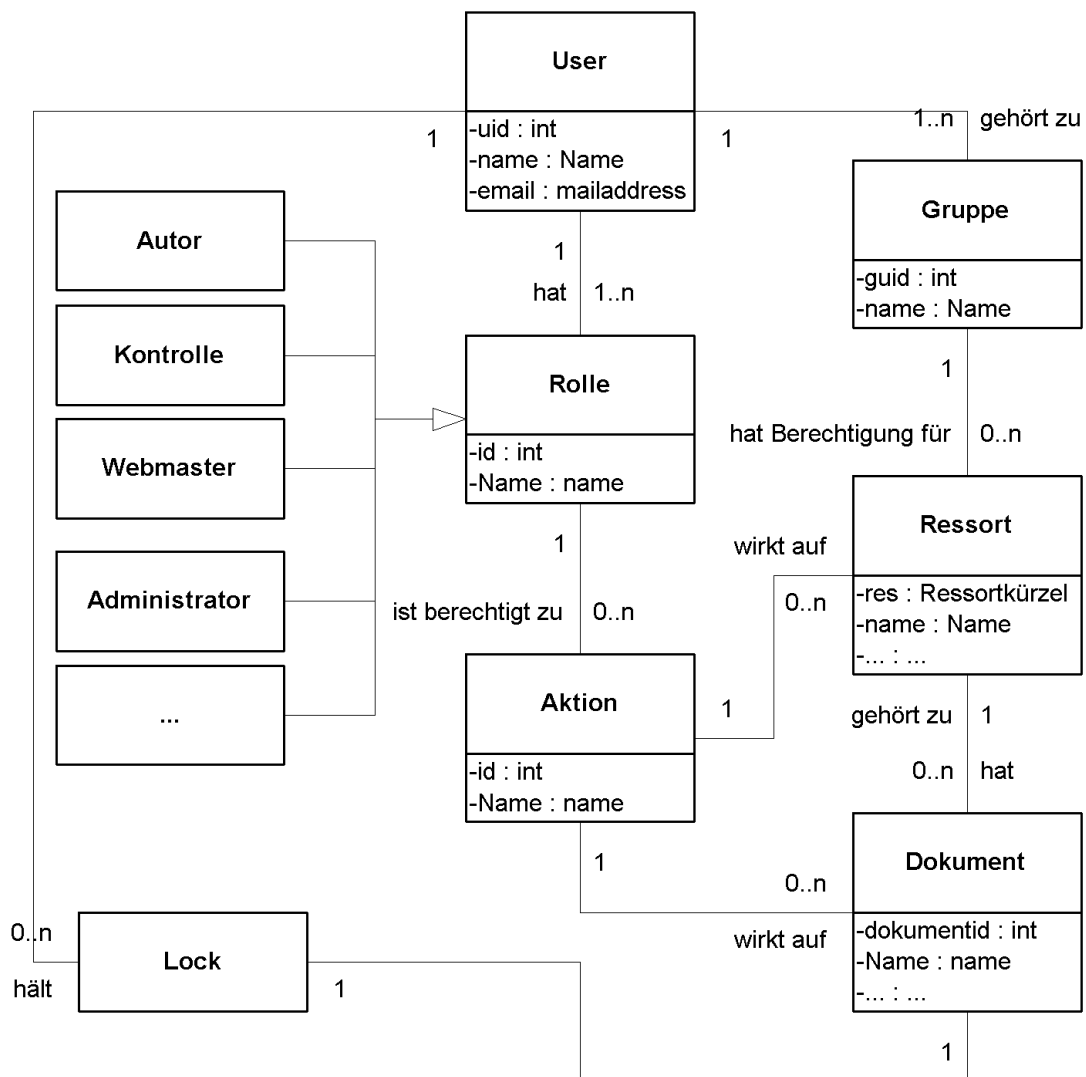 User
-uid : int
-name : Name
-email : mailaddress
1
1
1..n
gehört zu
Gruppe
-guid : int
-name : Name
Autor
Kontrolle
Webmaster
Administrator
...
1
hat
1..n
Rolle
-id : int
-Name : name
1
hat Berechtigung für
0..n
Ressort
-res : Ressortkürzel
-name : Name
-... : ...
1
ist berechtigt zu
0..n
wirkt auf
0..n
1
Aktion
-id : int
-Name : name
gehört zu
1
0..n
hat
Dokument
-dokumentid : int
-Name : name
-... : ...
1
0..n
wirkt auf
0..n
hält
Lock
1
1